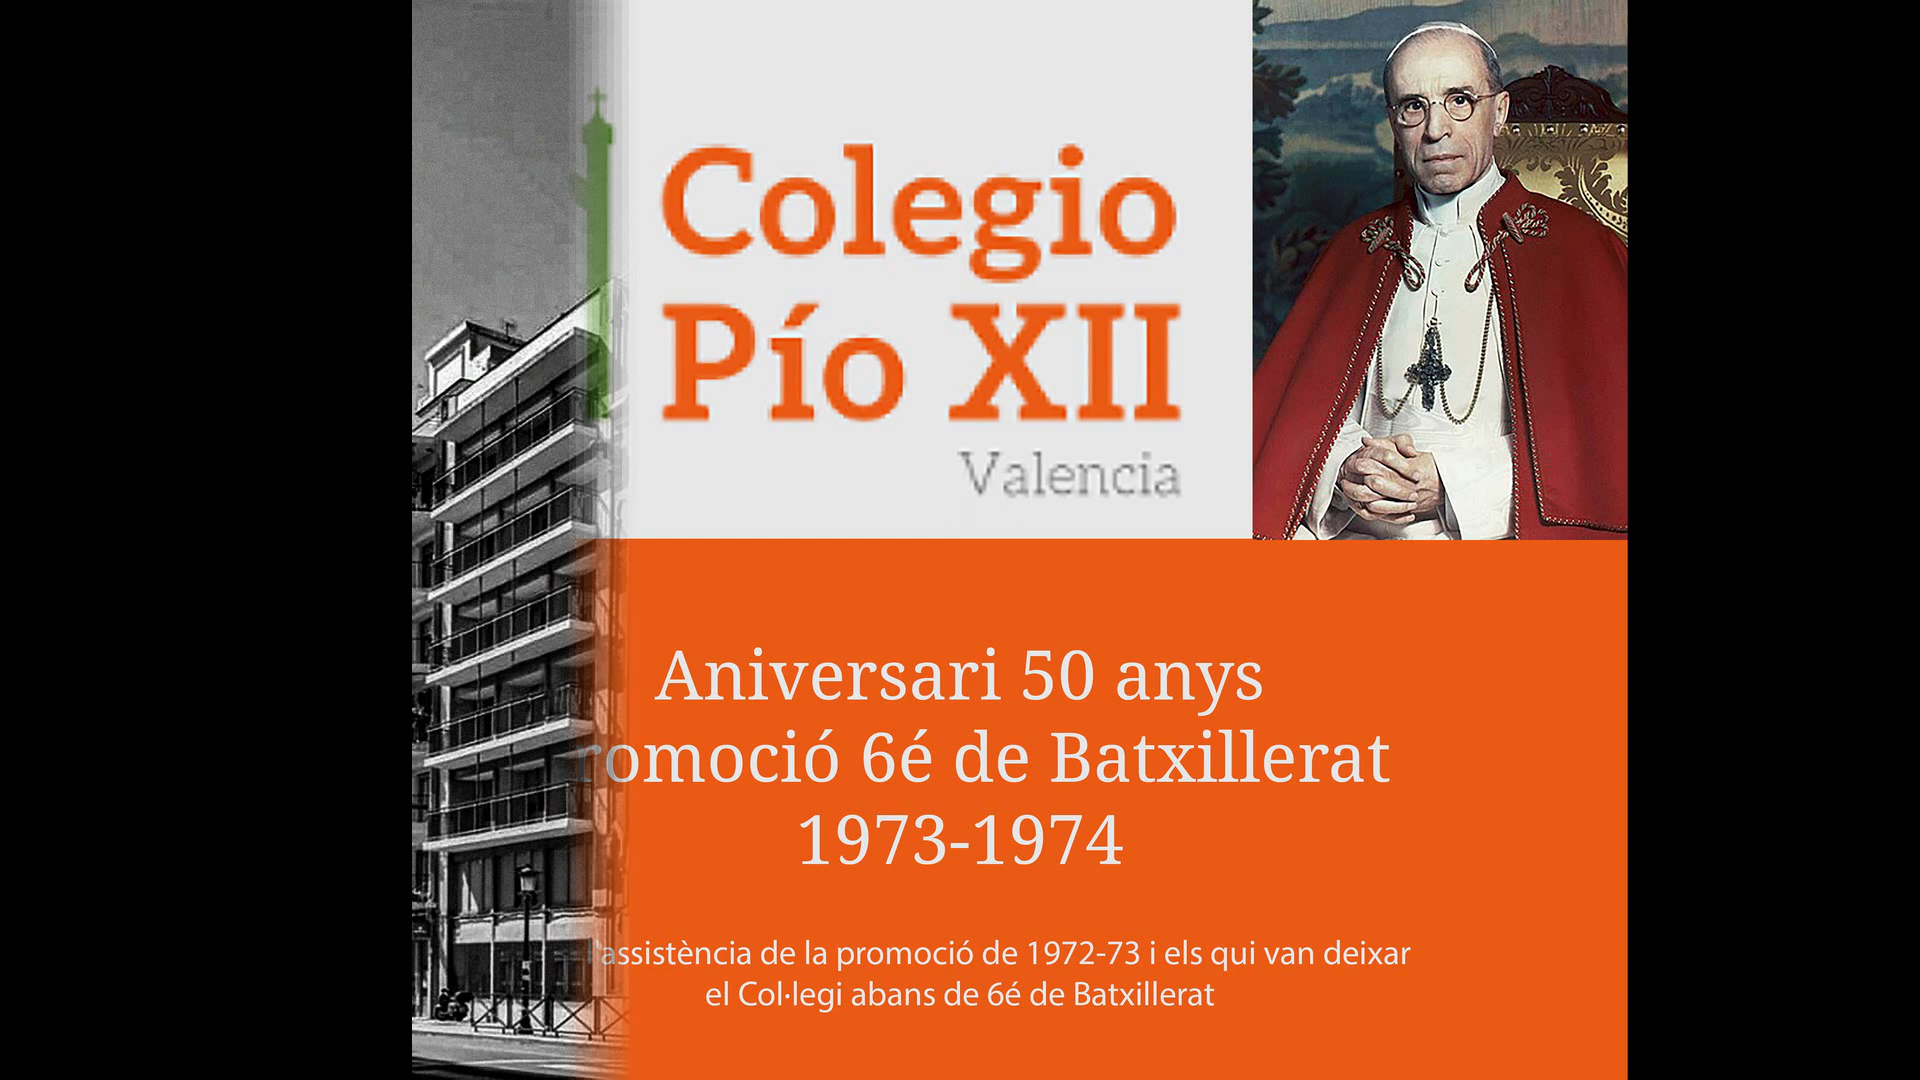 Colegio
Pío XII
Valencia
Aniversari 50 anys
romoció 6é de Batxillerat
1973-1974
l'assistència de la promoció de 1972-73 i els qui van deixar
el Col·legi abans de 6é de Batxillerat